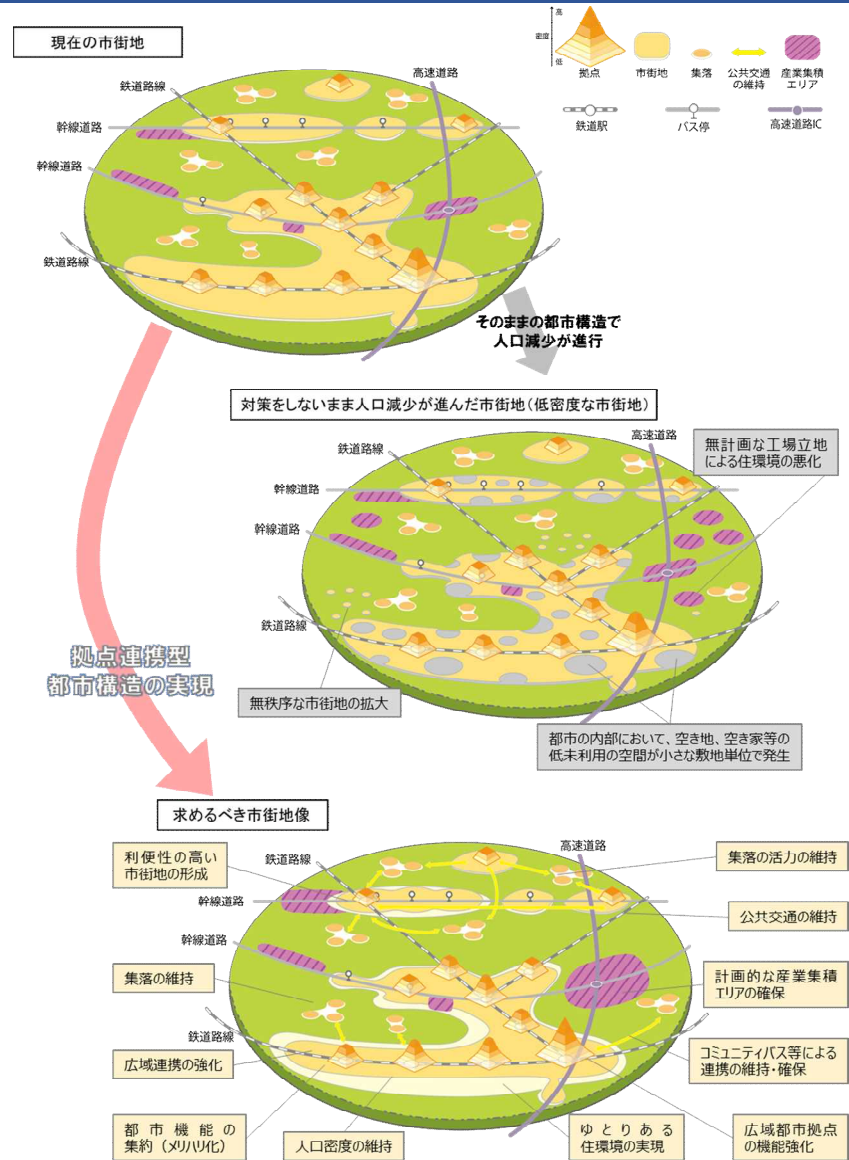 現在の市街地
高
密度
低
拠点
市街地
集落
公共交通
の維持
産業集積
エリア
鉄道駅
バス停
高速道路IC
鉄道路線
高速道路
幹線道路
幹線道路
鉄道路線
そのままの都市構造で
人口減少が進行
対策をしないまま人口減少が進んだ市街地(低密度な市街地)
鉄道路線
高速道路
無計画な工場立地
による住環境の悪化
幹線道路
幹線道路
鉄道路線
拠点連携型
都市構造の実現
無秩序な市街地の拡大
都市の内部において、空き地、空き家等の
低未利用の空間が小さな敷地単位で発生
求めるべき市街地像
利便性の高い
市街地の形成
鉄道路線
高速道路
集落の活力の維持
幹線道路
公共交通の維持
幹線道路
集落の維持
計画的な産業集積
エリアの確保
鉄道路線
広域連携の強化
コミュニティバス等による
連携の維持・確保
都市機能の
集約(メリハリ化)
人口密度の維持
ゆとりある
住環境の実現
広域都市拠点
の機能強化